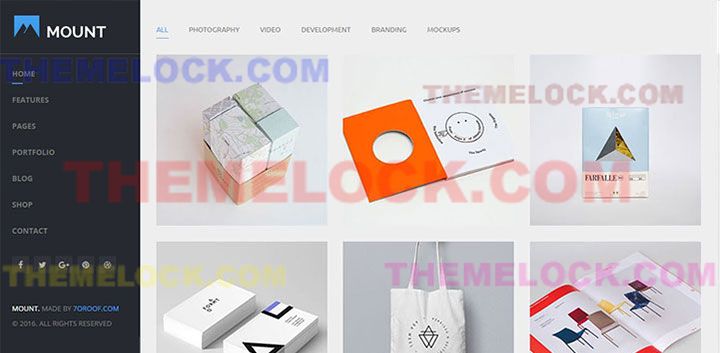 MOUNT
HOME
FEATURES
PAGES
PORTFOLIO
BLOG
SHOP
CONTACT
MOUNT. MADE BY 7OROOF.COM
© 2016. ALL RIGHTS RESERVED
ALL PHOTOGRAPHY VIDEO DEVELOPMENT BRANDING MOCKUPS
THEMELOCK.COM
THEMELOCK.COM
THEMELOCK.COM
THEMELOCK.COM
THEMELOCK.COM
FARFALLE